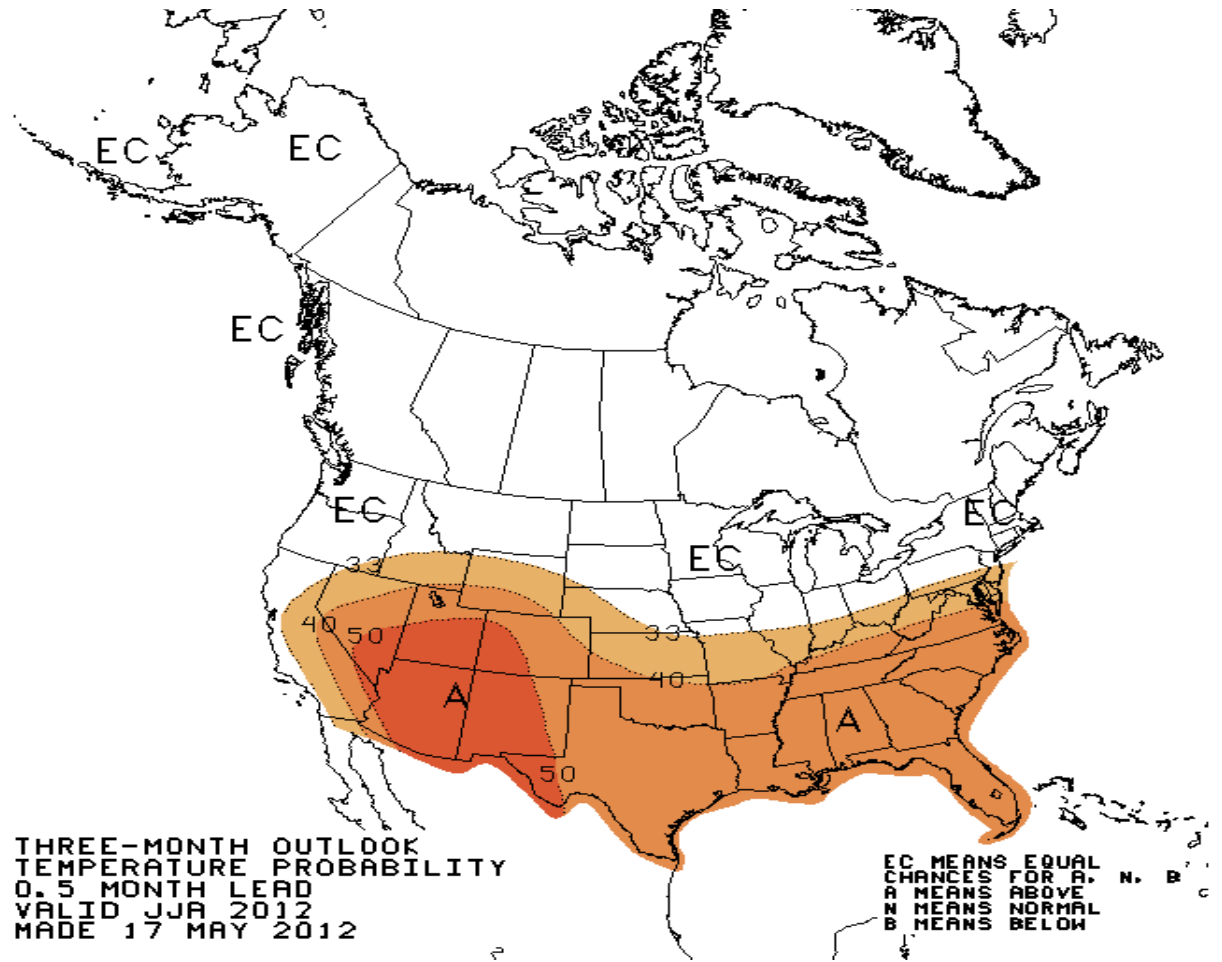 EC
EC
EC
EC
EC
EC
33
40
50
33
40
A
A
50
THREE-MONTH OUTLOOK
TEMPERATURE PROBABILITY
0.5 MONTH LEAD
VALID JJA 2012
MADE 17 MAY 2012
EC MEANS EQUAL
CHANCES FOR A, N, B
A MEANS ABOVE
N MEANS NORMAL
B MEANS BELOW